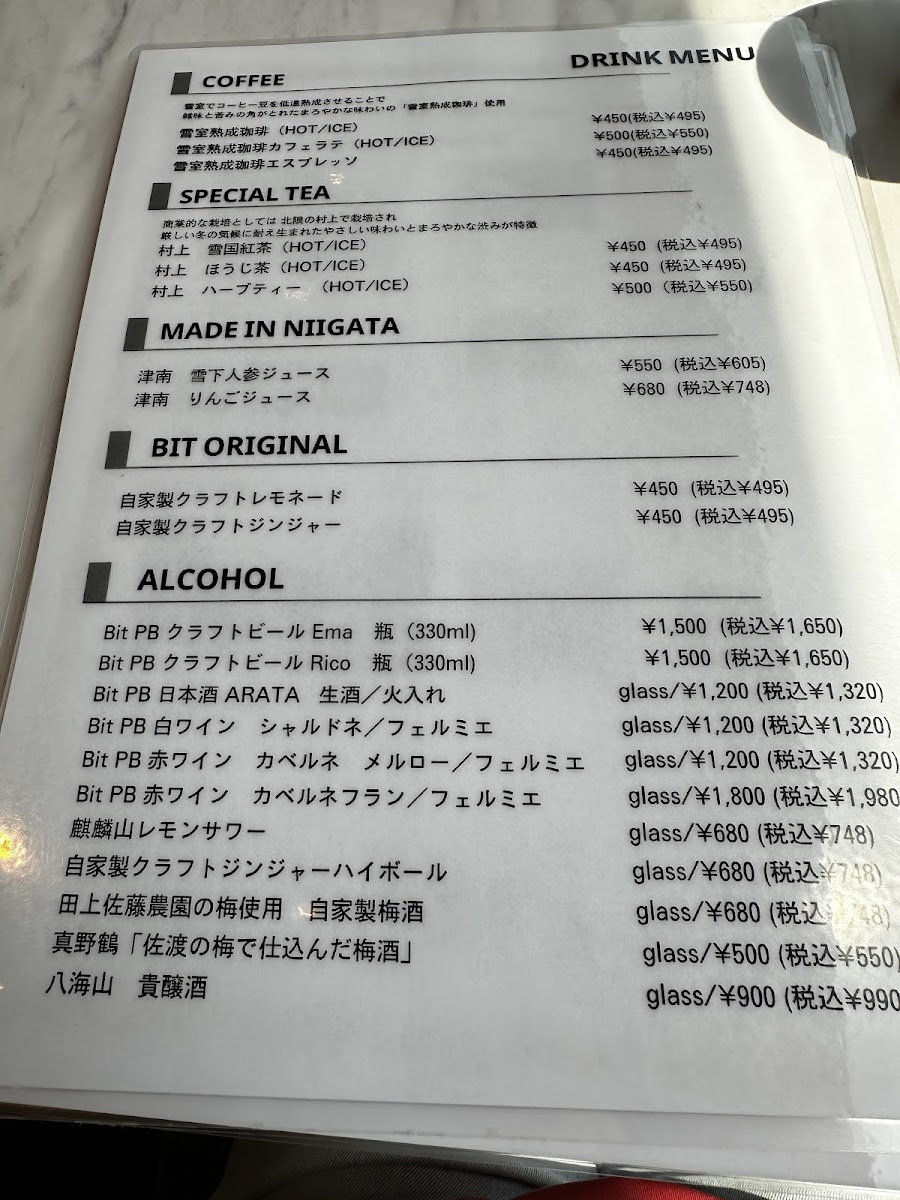 DRINK MENU
COFFEE
雪室でコーヒー豆を低温熟成させることで
雑味と苦みの角がとれたまろやかな味わいの「雪室熟成珈琲」使用
雪室熟成珈琲（HOT/ICE） ¥450(税込¥495)
雪室熟成珈琲カフェラテ（HOT/ICE） ¥500(税込¥550)
雪室熟成珈琲エスプレッソ ¥450(税込¥495)
SPECIAL TEA
商業的な栽培としては 北限の村上で栽培され
厳しい冬の気候に耐え生まれたやさしい味わいとまろやかな渋みが特徴
村上　雪国紅茶（HOT/ICE） ¥450 (税込¥495)
村上　ほうじ茶（HOT/ICE） ¥450 (税込¥495)
村上　ハーブティー　（HOT/ICE） ¥500（税込¥550)
MADE IN NIIGATA
津南　雪下人参ジュース ¥550 (税込¥605)
津南　りんごジュース ¥680 (税込¥748)
BIT ORIGINAL
自家製クラフトレモネード ¥450 (税込¥495)
自家製クラフトジンジャー ¥450 (税込¥495)
ALCOHOL
Bit PB クラフトビール Ema　瓶（330ml) ¥1,500 (税込¥1,650)
Bit PB クラフトビール Rico　瓶（330ml) ¥1,500 (税込¥1,650)
Bit PB 日本酒 ARATA　生酒／火入れ glass/¥1,200 (税込¥1,320)
Bit PB 白ワイン　シャルドネ／フェルミエ glass/¥1,200 (税込¥1,320)
Bit PB 赤ワイン　カベルネ　メルロー／フェルミエ glass/¥1,200 (税込¥1,320)
Bit PB 赤ワイン　カベルネフラン／フェルミエ glass/¥1,800 (税込¥1,980
麒麟山レモンサワー glass/¥680 (税込¥748)
自家製クラフトジンジャーハイボール glass/¥680 (税込¥748)
田上佐藤農園の梅使用　自家製梅酒 glass/¥680 (税込¥748)
真野鶴「佐渡の梅で仕込んだ梅酒」 glass/¥500 (税込¥550)
八海山　貴醸酒 glass/¥900 (税込¥990